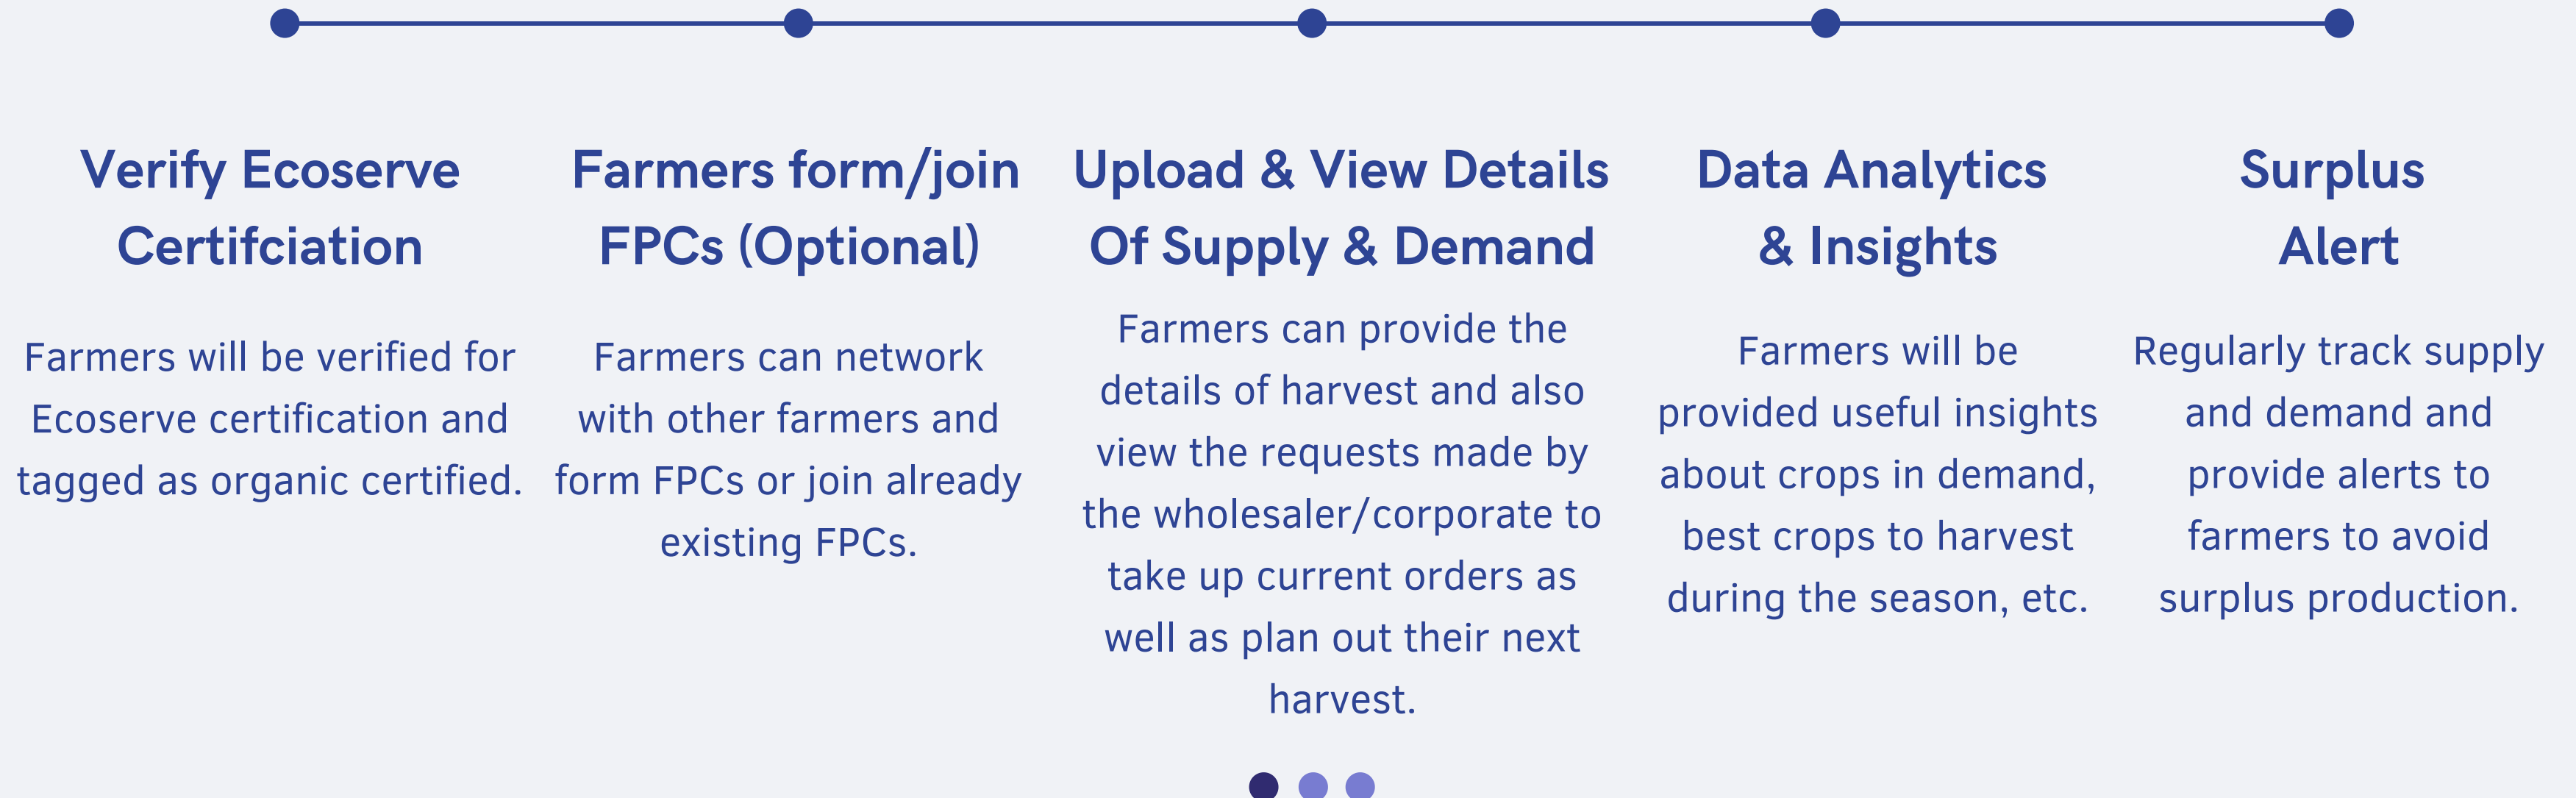 Verify Ecoserve
Certifciation
Farmers will be verified for
Ecoserve certification and
tagged as organic certified.
Farmers form/join
FPCs (Optional)
Farmers can network
with other farmers and
form FPCs or join already
existing FPCs.
Upload & View Details
Of Supply & Demand
Farmers can provide the
details of harvest and also
view the requests made by
the wholesaler/corporate to
take up current orders as
well as plan out their next
harvest.
Data Analytics
& Insights
Farmers will be
provided useful insights
about crops in demand,
best crops to harvest
during the season, etc.
Surplus
Alert
Regularly track supply
and demand and
provide alerts to
farmers to avoid
surplus production.